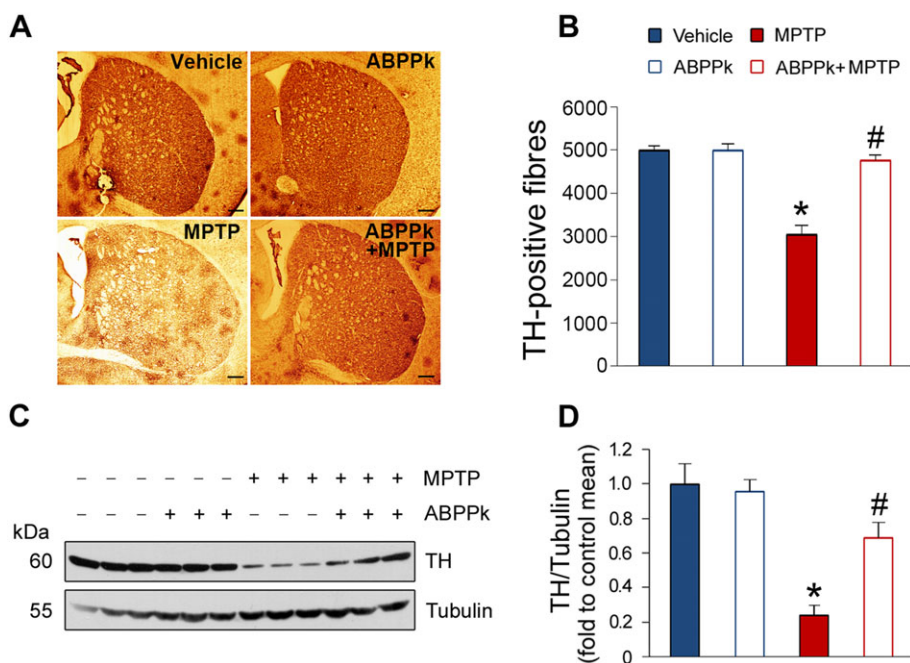 A
Vehicle
ABPPk
MPTP
ABPPk
+MPTP
B
Vehicle
MPTP
ABPPk
ABPPk+MPTP
TH-positive fibres
6000
5000
4000
3000
2000
1000
0
*
#
C
– – – – – – + + + + + + MPTP
– – – + + + – – – + + + ABPPk
kDa
60 TH
55 Tubulin
D
TH/Tubulin
(fold to control mean)
1.2
1.0
0.8
0.6
0.4
0.2
0
*
#